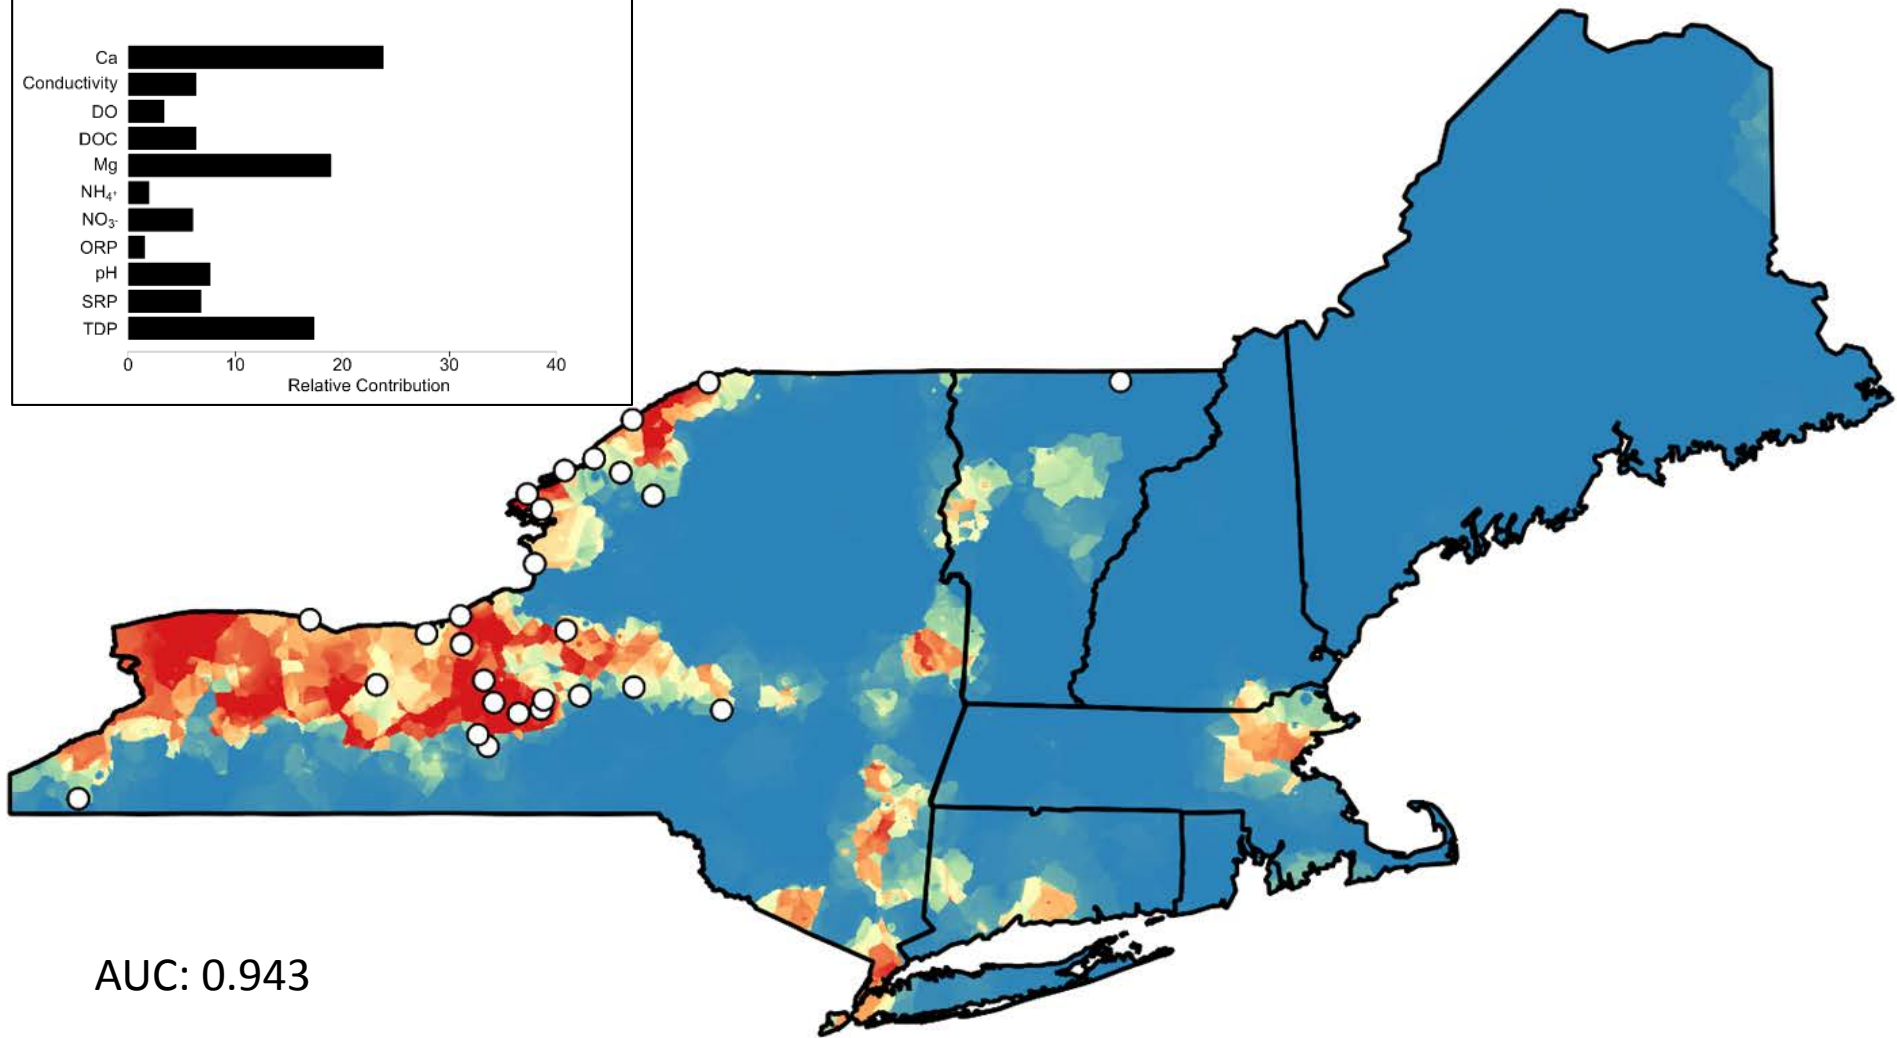 Ca
Conductivity
DO
DOC
Mg
NH₄⁺
NO₃⁻
ORP
pH
SRP
TDP
0 10 20 30 40
Relative Contribution
AUC: 0.943